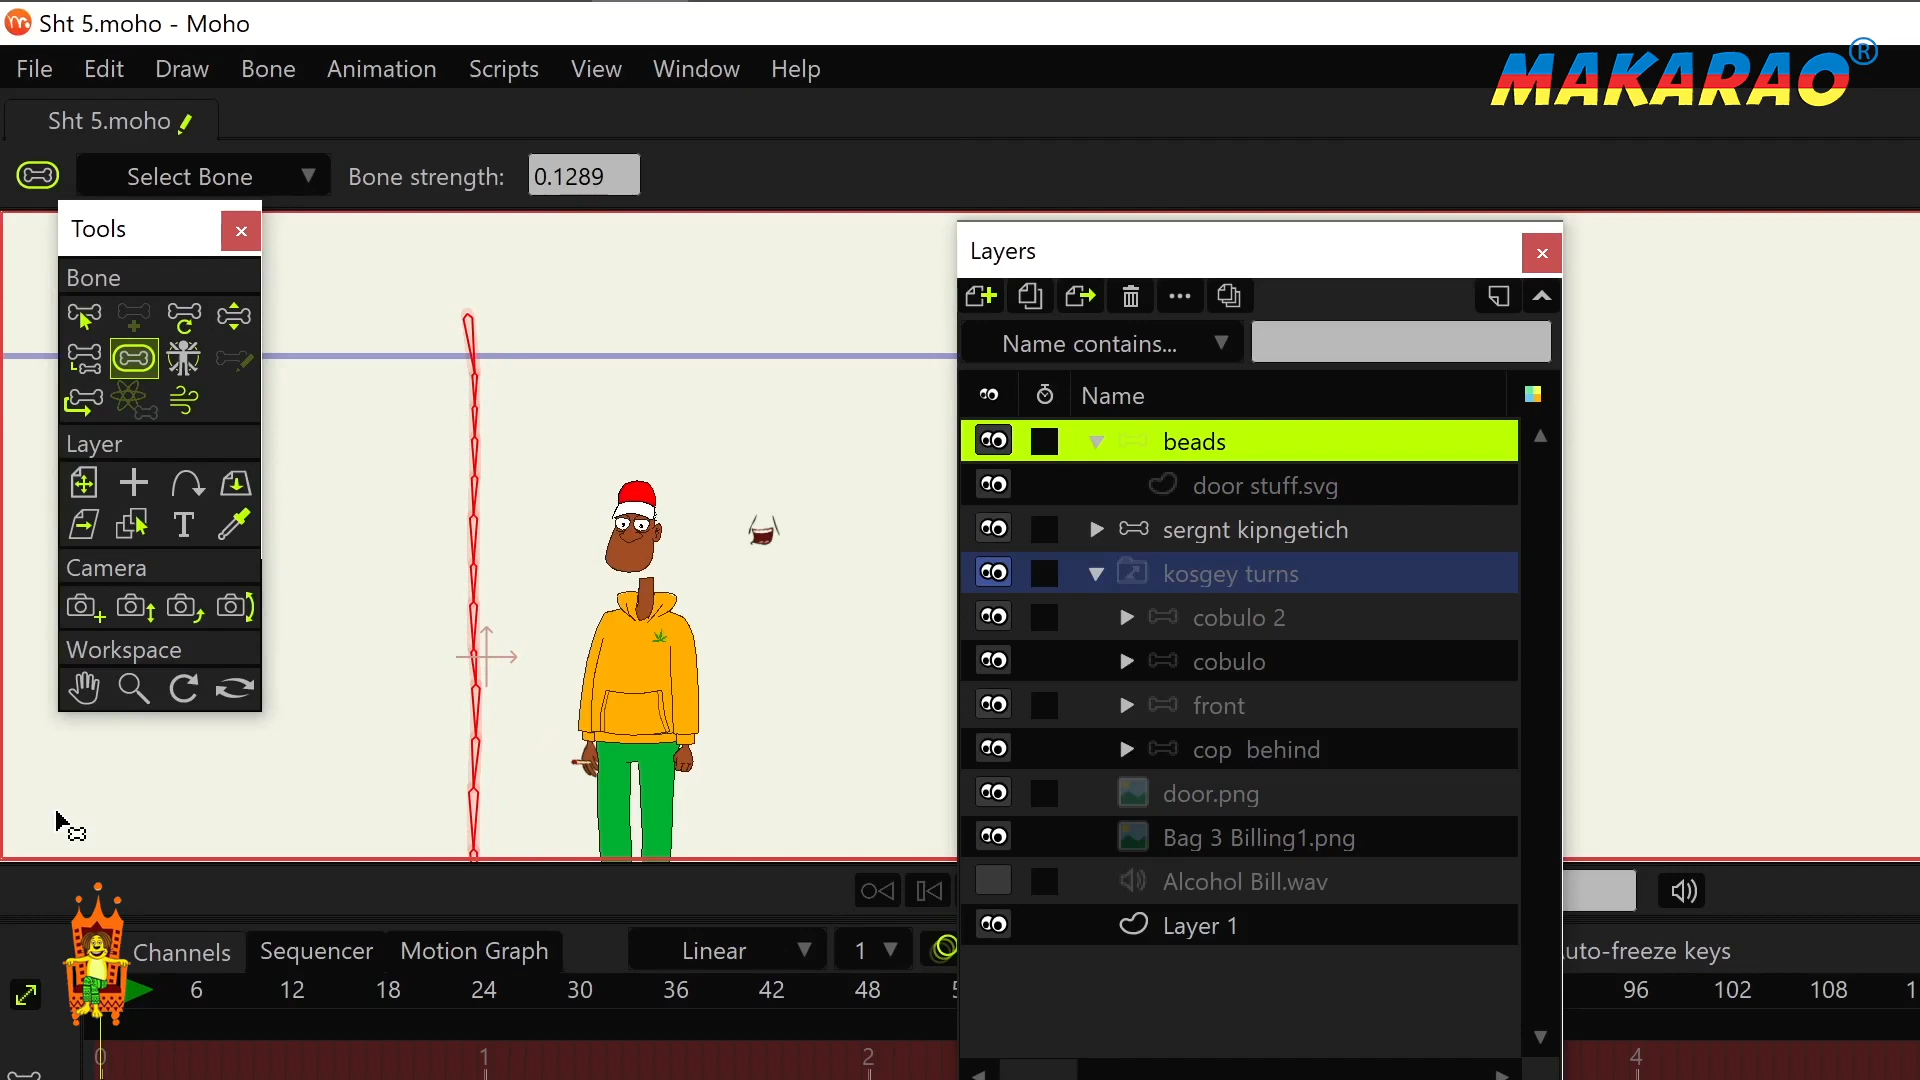 Sht 5.moho - Moho
File Edit Draw Bone Animation Scripts View Window Help
MAKARAO®
Sht 5.moho
Select Bone Bone strength: 0.1289
Tools
Bone
Layer
T
Camera
Workspace
Layers
Name contains...
Name
beads
door stuff.svg
sergnt kipngetich
kosgey turns
cobulo 2
cobulo
front
cop behind
door.png
Bag 3 Billing1.png
Alcohol Bill.wav
Layer 1
Channels Sequencer Motion Graph Linear 1 uto-freeze keys
6 12 18 24 30 36 42 48 96 102 108
0 1 2 4